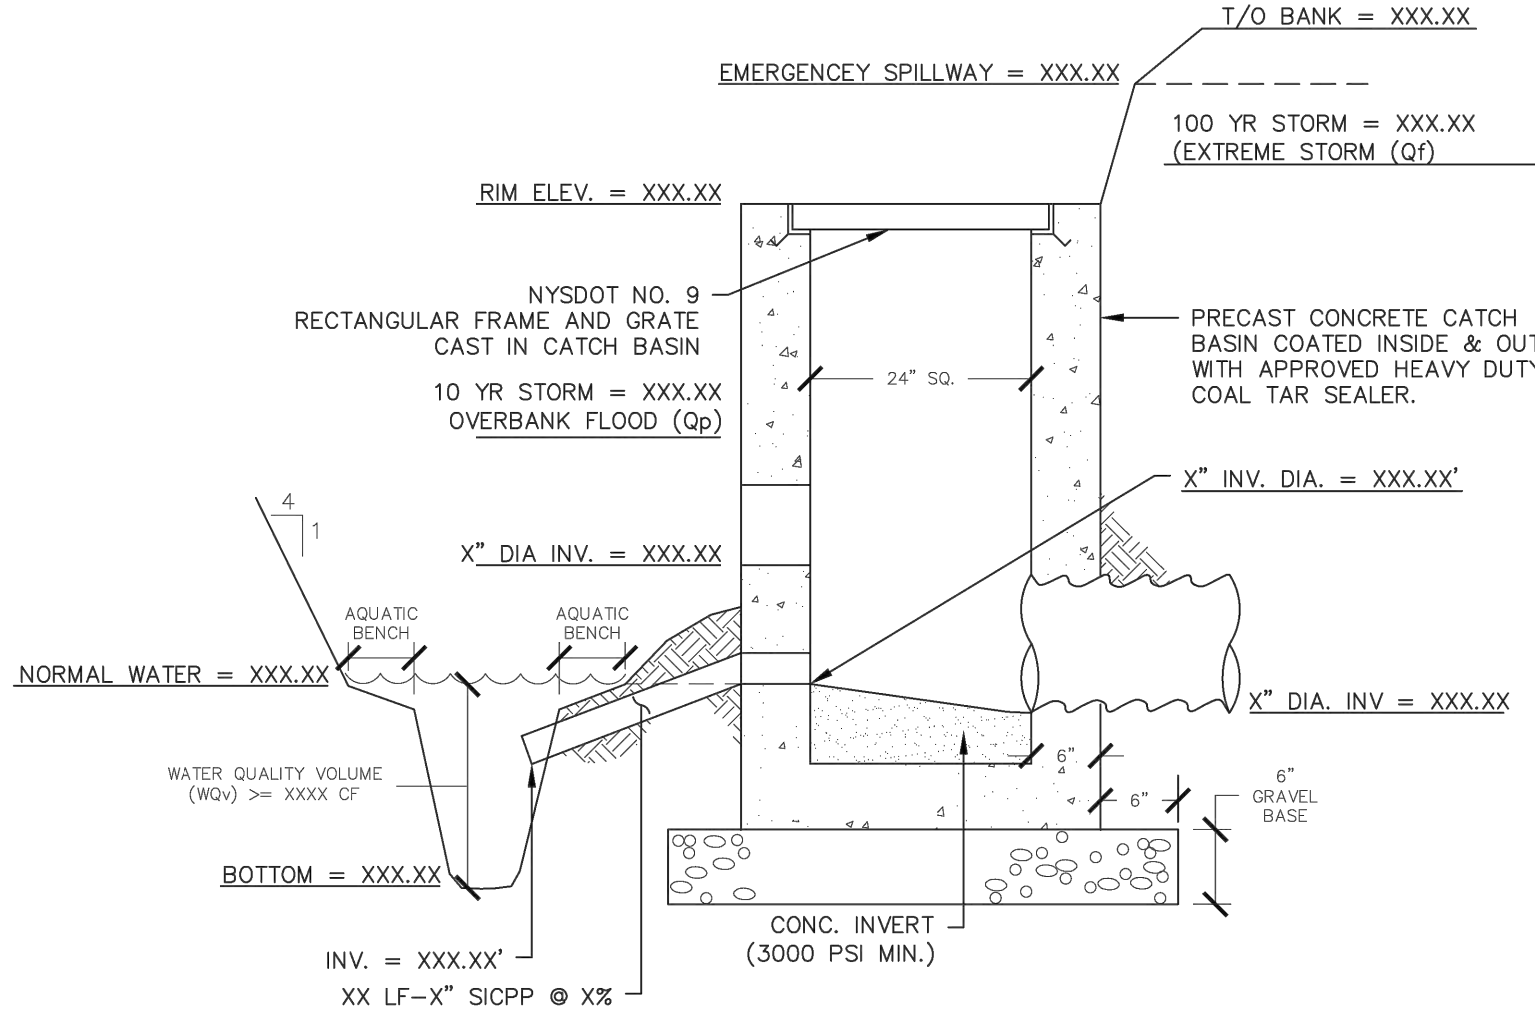 T/O BANK = XXX.XX
EMERGENCEY SPILLWAY = XXX.XX
100 YR STORM = XXX.XX
(EXTREME STORM (Qf)
RIM ELEV. = XXX.XX
NYSDOT NO. 9
RECTANGULAR FRAME AND GRATE
CAST IN CATCH BASIN
PRECAST CONCRETE CATCH
BASIN COATED INSIDE & OUT
WITH APPROVED HEAVY DUTY
COAL TAR SEALER.
24" SQ.
10 YR STORM = XXX.XX
OVERBANK FLOOD (Qp)
X" INV. DIA. = XXX.XX'
4
1
X" DIA INV. = XXX.XX
AQUATIC
BENCH
AQUATIC
BENCH
NORMAL WATER = XXX.XX
X" DIA. INV = XXX.XX
WATER QUALITY VOLUME
(WQv) >= XXXX CF
6"
6"
6"
GRAVEL
BASE
BOTTOM = XXX.XX
CONC. INVERT
(3000 PSI MIN.)
INV. = XXX.XX'
XX LF-X" SICPP @ X%